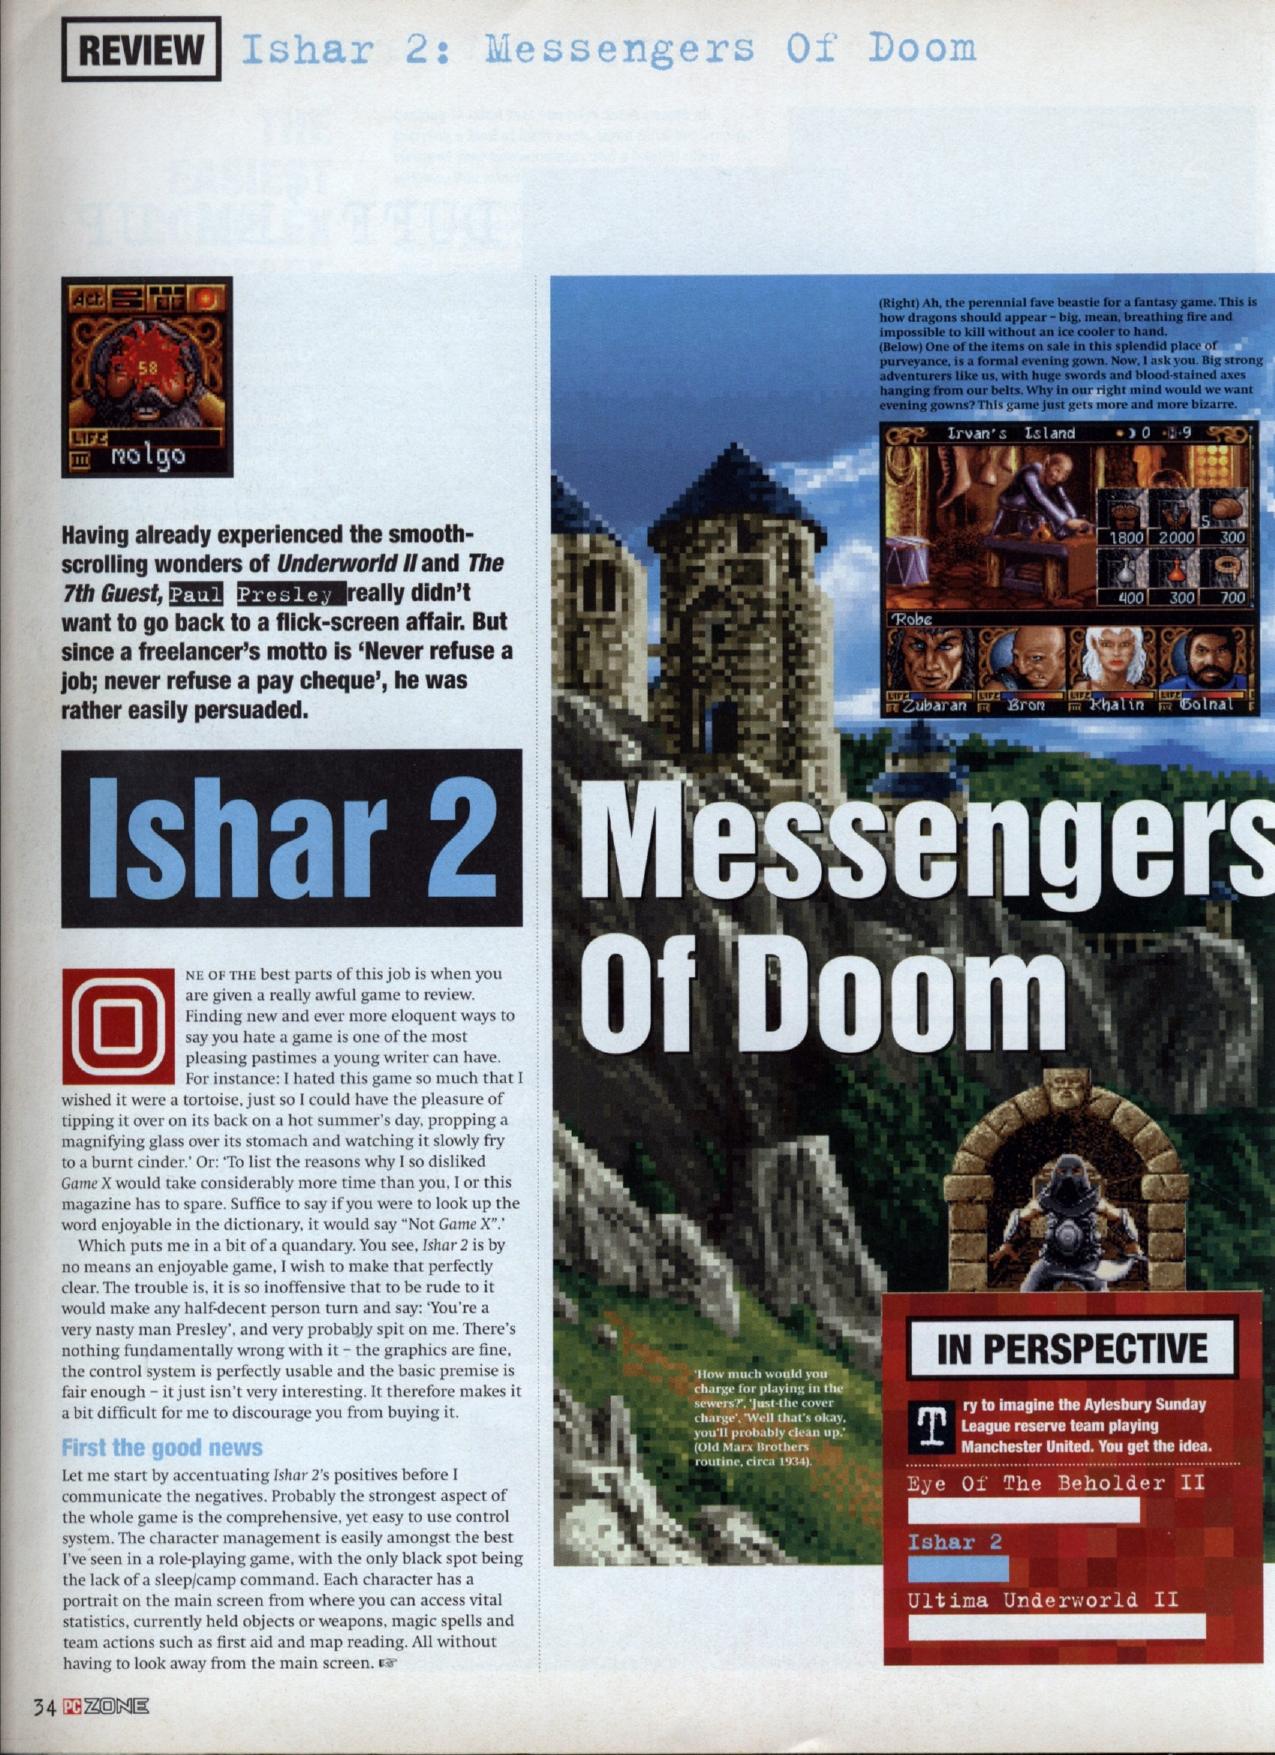 REVIEW Ishar 2: Messengers Of Doom
Act.
58
LIFE
molgo
Having already experienced the smooth-
scrolling wonders of Underworld II and The
7th Guest, Paul Presley really didn't
want to go back to a flick-screen affair. But
since a freelancer's motto is ‘Never refuse a
job; never refuse a pay cheque’, he was
rather easily persuaded.
Ishar 2
Messengers
Of Doom
ONE OF THE best parts of this job is when you
are given a really awful game to review.
Finding new and ever more eloquent ways to
say you hate a game is one of the most
pleasing pastimes a young writer can have.
For instance: I hated this game so much that I
wished it were a tortoise, just so I could have the pleasure of
tipping it over on its back on a hot summer's day, propping a
magnifying glass over its stomach and watching it slowly fry
to a burnt cinder.’ Or: ‘To list the reasons why I so disliked
Game X would take considerably more time than you, I or this
magazine has to spare. Suffice to say if you were to look up the
word enjoyable in the dictionary, it would say “Not Game X”.’
Which puts me in a bit of a quandary. You see, Ishar 2 is by
no means an enjoyable game, I wish to make that perfectly
clear. The trouble is, it is so inoffensive that to be rude to it
would make any half-decent person turn and say: ‘You're a
very nasty man Presley’, and very probably spit on me. There's
nothing fundamentally wrong with it – the graphics are fine,
the control system is perfectly usable and the basic premise is
fair enough – it just isn't very interesting. It therefore makes it
a bit difficult for me to discourage you from buying it.
First the good news
Let me start by accentuating Ishar 2's positives before I
communicate the negatives. Probably the strongest aspect of
the whole game is the comprehensive, yet easy to use control
system. The character management is easily amongst the best
I've seen in a role-playing game, with the only black spot being
the lack of a sleep/camp command. Each character has a
portrait on the main screen from where you can access vital
statistics, currently held objects or weapons, magic spells and
team actions such as first aid and map reading. All without
having to look away from the main screen. ☞
(Right) Ah, the perennial fave beastie for a fantasy game. This is
how dragons should appear – big, mean, breathing fire and
impossible to kill without an ice cooler to hand.
(Below) One of the items on sale in this splendid place of
purveyance, is a formal evening gown. Now, I ask you. Big strong
adventurers like us, with huge swords and blood-stained axes
hanging from our belts. Why in our right mind would we want
evening gowns? This game just gets more and more bizarre.
Irvan's Island 0 9
5
1800 2000 300
400 300 700
Robe
LIFE LIFE LIFE LIFE
Zubaran Bron Khalin Golnal
‘How much would you
charge for playing in the
sewers?’, ‘Just the cover
charge’. ‘Well that's okay,
you'll probably clean up.’
(Old Marx Brothers
routine, circa 1934).
IN PERSPECTIVE
Try to imagine the Aylesbury Sunday
League reserve team playing
Manchester United. You get the idea.
Eye Of The Beholder II
Ishar 2
Ultima Underworld II
34 PC ZONE